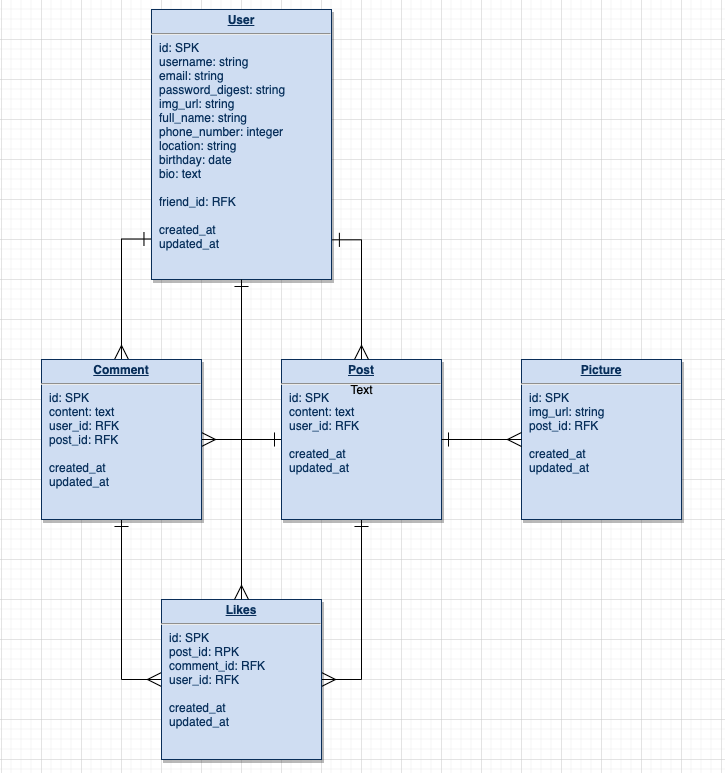 User
id: SPK
username: string
email: string
password_digest: string
img_url: string
full_name: string
phone_number: integer
location: string
birthday: date
bio: text
friend_id: RFK
created_at
updated_at
Comment
id: SPK
content: text
user_id: RFK
post_id: RFK
created_at
updated_at
Post
Text
id: SPK
content: text
user_id: RFK
created_at
updated_at
Picture
id: SPK
img_url: string
post_id: RFK
created_at
updated_at
Likes
id: SPK
post_id: RPK
comment_id: RFK
user_id: RFK
created_at
updated_at